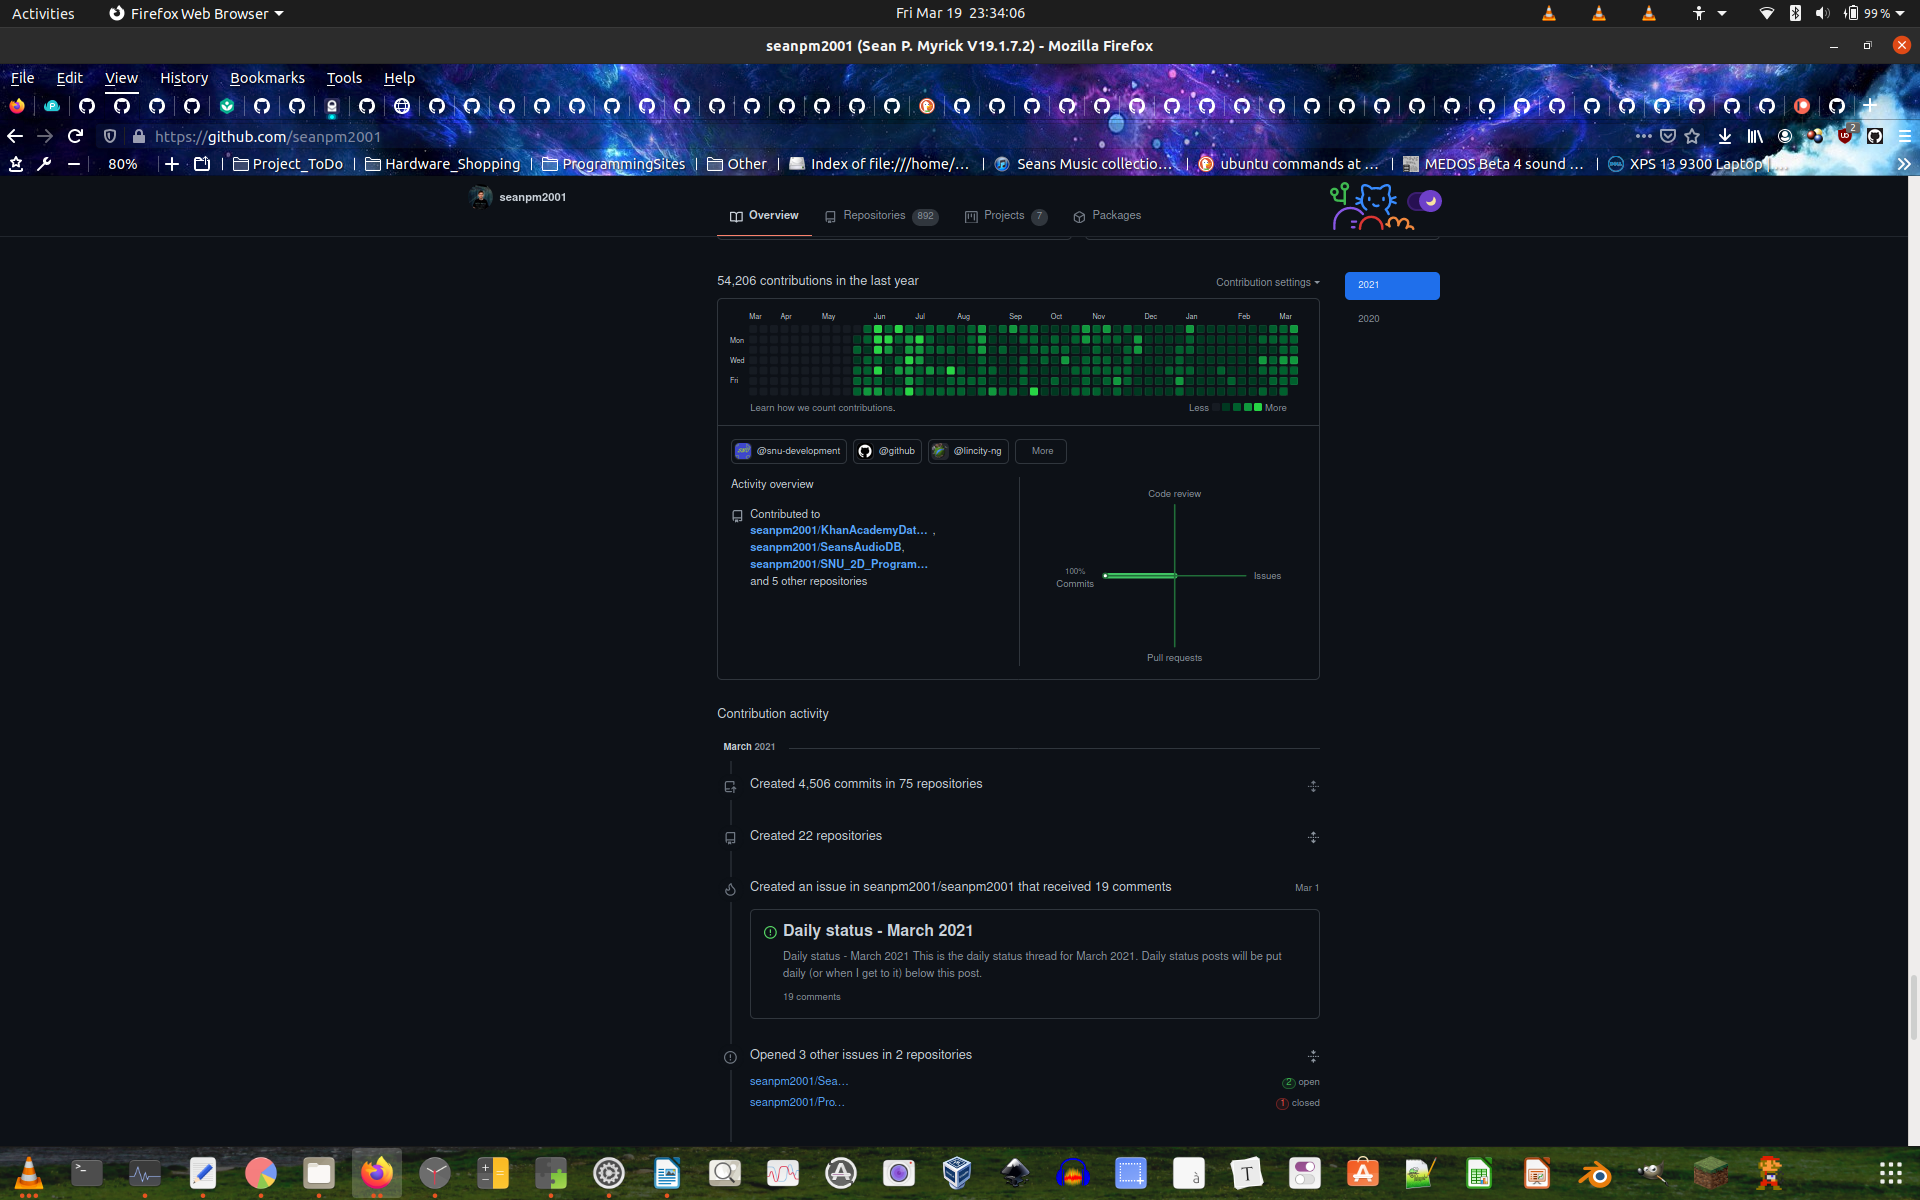 Activities
Firefox Web Browser
Fri Mar 19 23:34:06
99 %
seanpm2001 (Sean P. Myrick V19.1.7.2) - Mozilla Firefox
File Edit View History Bookmarks Tools Help
https://github.com/seanpm2001
2
80%
Project_ToDo
Hardware_Shopping
ProgrammingSites
Other
Index of file:///home/...
Seans Music collectio...
ubuntu commands at ...
MEDOS Beta 4 sound ...
XPS 13 9300 Laptop
seanpm2001
Overview
Repositories 892
Projects 7
Packages
54,206 contributions in the last year
Contribution settings
2021
2020
Mar Apr May Jun Jul Aug Sep Oct Nov Dec Jan Feb Mar
Mon
Wed
Fri
Learn how we count contributions.
Less More
@snu-development
@github
@lincity-ng
More
Activity overview
Contributed to
seanpm2001/KhanAcademyDat... ,
seanpm2001/SeansAudioDB,
seanpm2001/SNU_2D_Program...
and 5 other repositories
Code review
100%
Commits
Issues
Pull requests
Contribution activity
March 2021
Created 4,506 commits in 75 repositories
Created 22 repositories
Created an issue in seanpm2001/seanpm2001 that received 19 comments
Mar 1
Daily status - March 2021
Daily status - March 2021 This is the daily status thread for March 2021. Daily status posts will be put
daily (or when I get to it) below this post.
19 comments
Opened 3 other issues in 2 repositories
seanpm2001/Sea...
2 open
seanpm2001/Pro...
1 closed